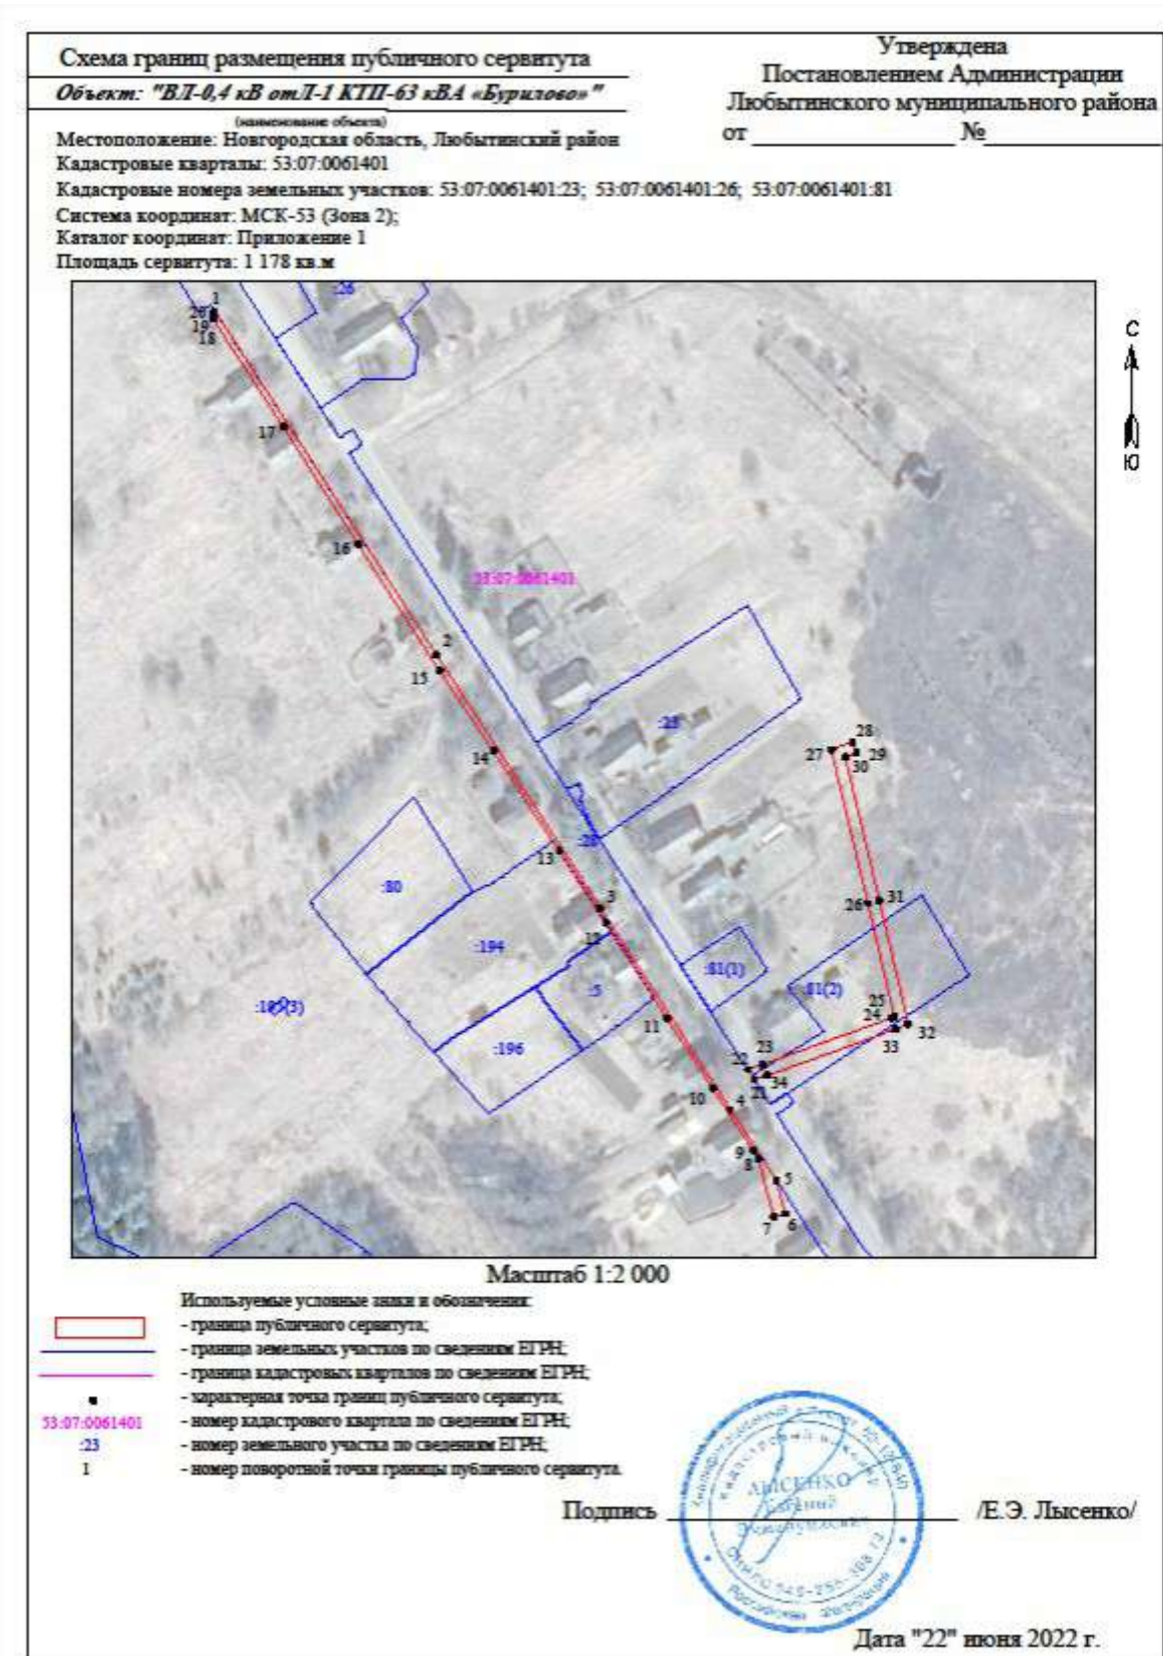 Схема границ размещения публичного сервитута
Объект: "ВЛ-0,4 кВ отЛ-1 КТП-63 кВА «Бурилово»"
(наименование объекта)
Утверждена
Постановлением Администрации
Любытинского муниципального района
от № 
Местоположение: Новгородская область, Любытинский район
Кадастровые кварталы: 53:07:0061401
Кадастровые номера земельных участков: 53:07:0061401:23; 53:07:0061401:26; 53:07:0061401:81
Система координат: МСК-53 (Зона 2);
Каталог координат: Приложение 1
Площадь сервитута: 1 178 кв.м
:26
1
20
19
18
17
16
53:07:0061401
2
15
14
:23
13
28
27
29
30
:80
3
12
26
31
:194
:81(1)
:81(2)
:5
11
25
24
32
33
:196
22
23
34
21
10
4
9
8
5
7
6
С
Ю
Масштаб 1:2 000
Используемые условные знаки и обозначения:
- граница публичного сервитута;
- граница земельных участков по сведениям ЕГРН;
- граница кадастровых кварталов по сведениям ЕГРН;
- характерная точка границ публичного сервитута;
53:07:0061401 - номер кадастрового квартала по сведениям ЕГРН;
:23 - номер земельного участка по сведениям ЕГРН;
1 - номер поворотной точки границы публичного сервитута.
Подпись /Е.Э. Лысенко/
ЛЫСЕНКО
Евгений
Дата "22" июня 2022 г.